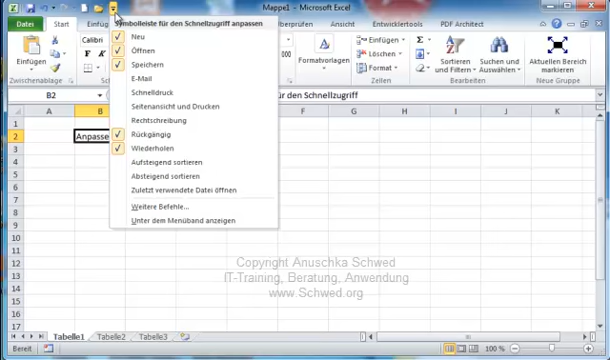 Mappe1 - Microsoft Excel
Datei Start Einfüg
Überprüfen Ansicht Entwicklertools PDF Architect
Symbolleiste für den Schnellzugriff anpassen
Neu
Öffnen
Speichern
E-Mail
Schnelldruck
Seitenansicht und Drucken
Rechtschreibung
Rückgängig
Wiederholen
Aufsteigend sortieren
Absteigend sortieren
Zuletzt verwendete Datei öffnen
Weitere Befehle...
Unter dem Menüband anzeigen
Einfügen
Zwischenablage
Calibri
F K
Formatvorlagen
Einfügen
Löschen
Format
Zellen
Σ
Sortieren
und Filtern
Suchen und
Auswählen
Bearbeiten
Aktuellen Bereich
markieren
B2
für den Schnellzugriff
A B F G H I J K
1
2 Anpasse
3
4
5
6
7
8
9
10
11
12
13
14
15
16
17
Copyright Anuschka Schwed
IT-Training, Beratung, Anwendung
www.Schwed.org
Tabelle1 Tabelle2 Tabelle3
Bereit
100 %